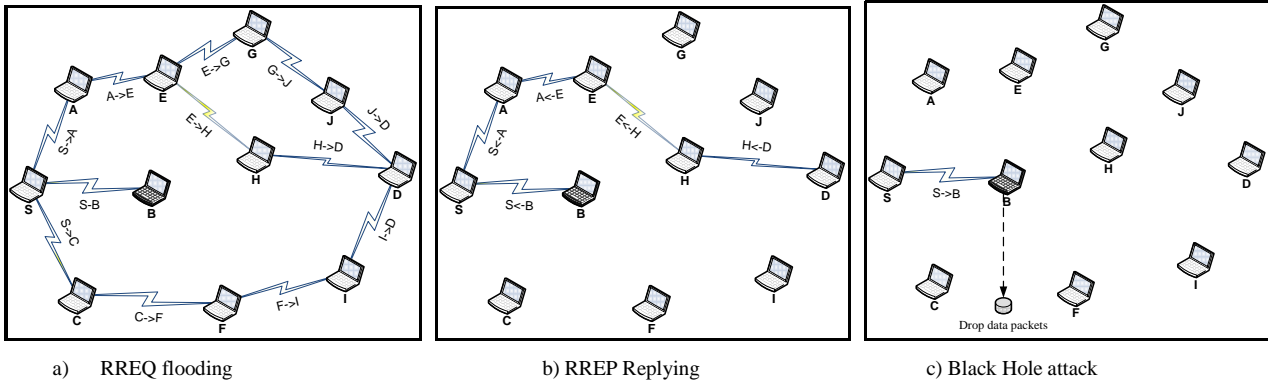 G
E->G
G->J
A->E
E
A
J
J->D
E->H
S->A
H->D
H
D
S
S-B
B
S->C
I->D
I
F->I
C
C->F
F
a) RREQ flooding
G
A<-E
E
A
J
E<-H
S<-A
H<-D
H
D
S
S<-B
B
I
C
F
b) RREP Replying
G
E
A
J
H
D
S
S->B
B
I
C
F
Drop data packets
c) Black Hole attack